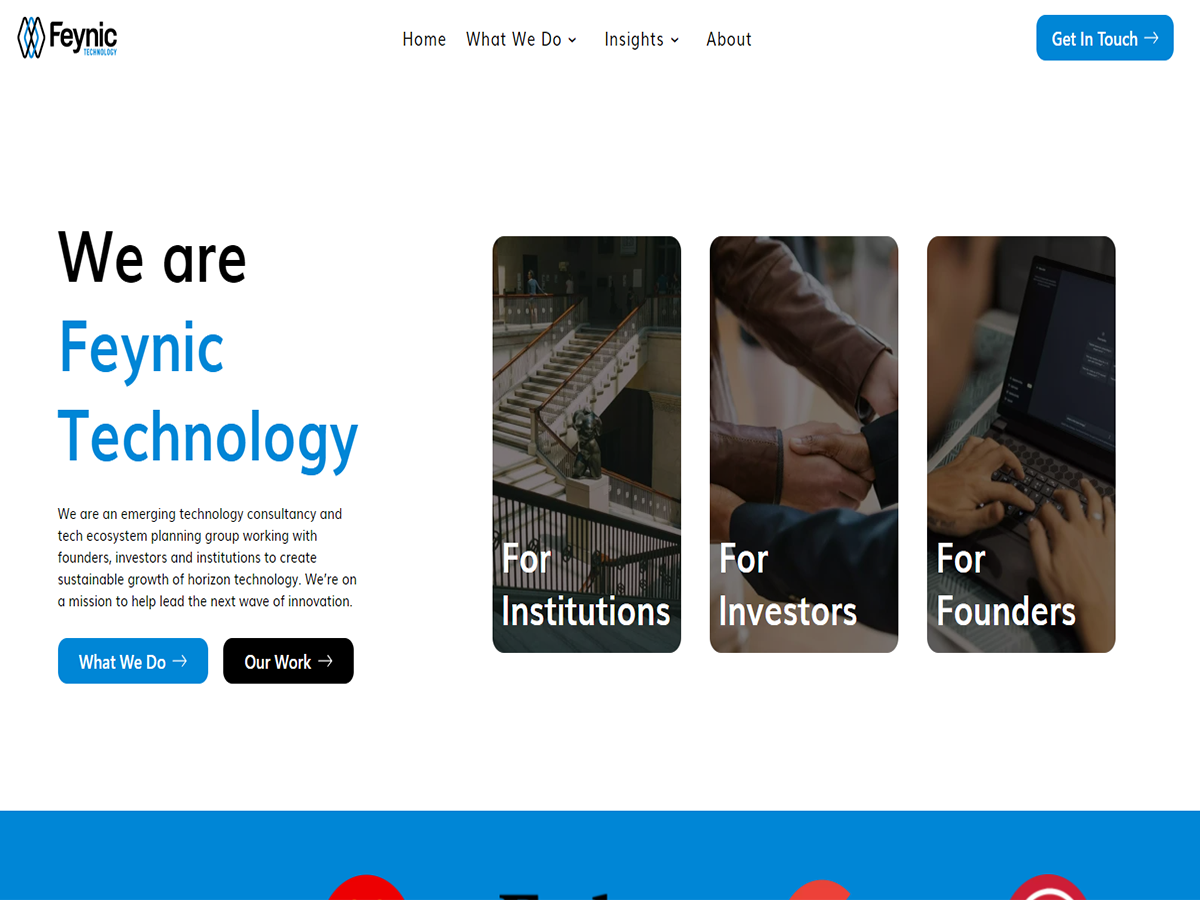 Feynic
TECHNOLOGY
Home
What We Do
Insights
About
Get In Touch →
We are
Feynic
Technology
We are an emerging technology consultancy and
tech ecosystem planning group working with
founders, investors and institutions to create
sustainable growth of horizon technology. We’re on
a mission to help lead the next wave of innovation.
What We Do →
Our Work →
For
Institutions
For
Investors
For
Founders